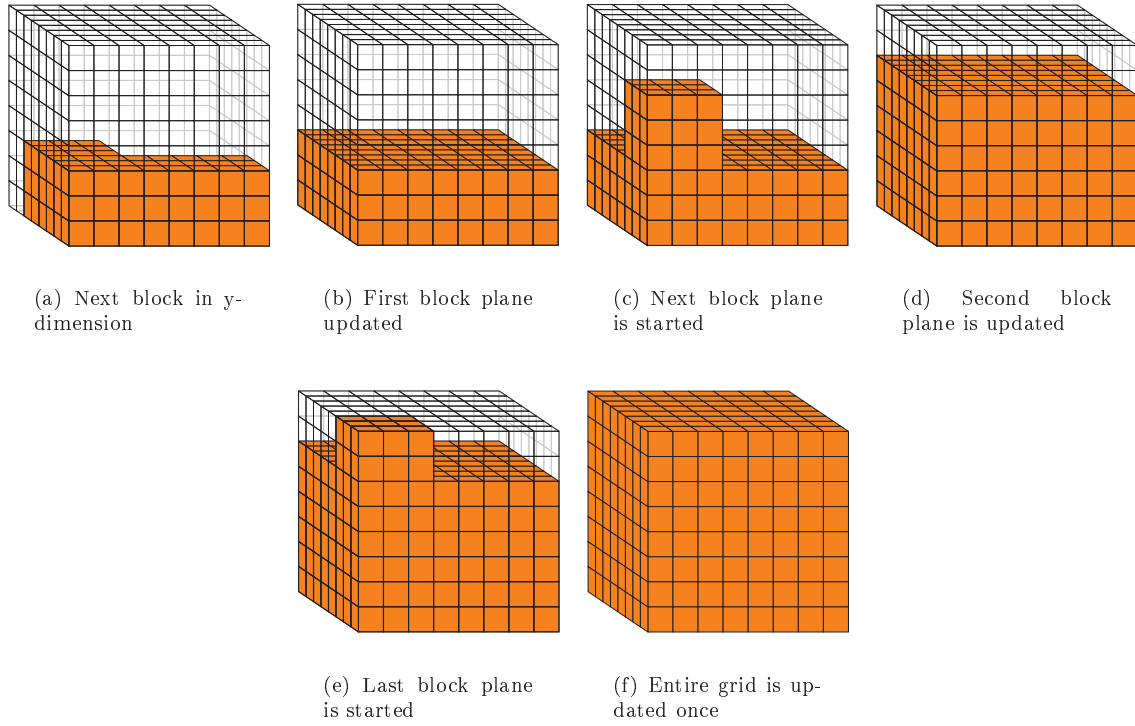 (a) Next block in y-
dimension
(b) First block plane
updated
(c) Next block plane
is started
(d) Second block
plane is updated
(e) Last block plane
is started
(f) Entire grid is up-
dated once